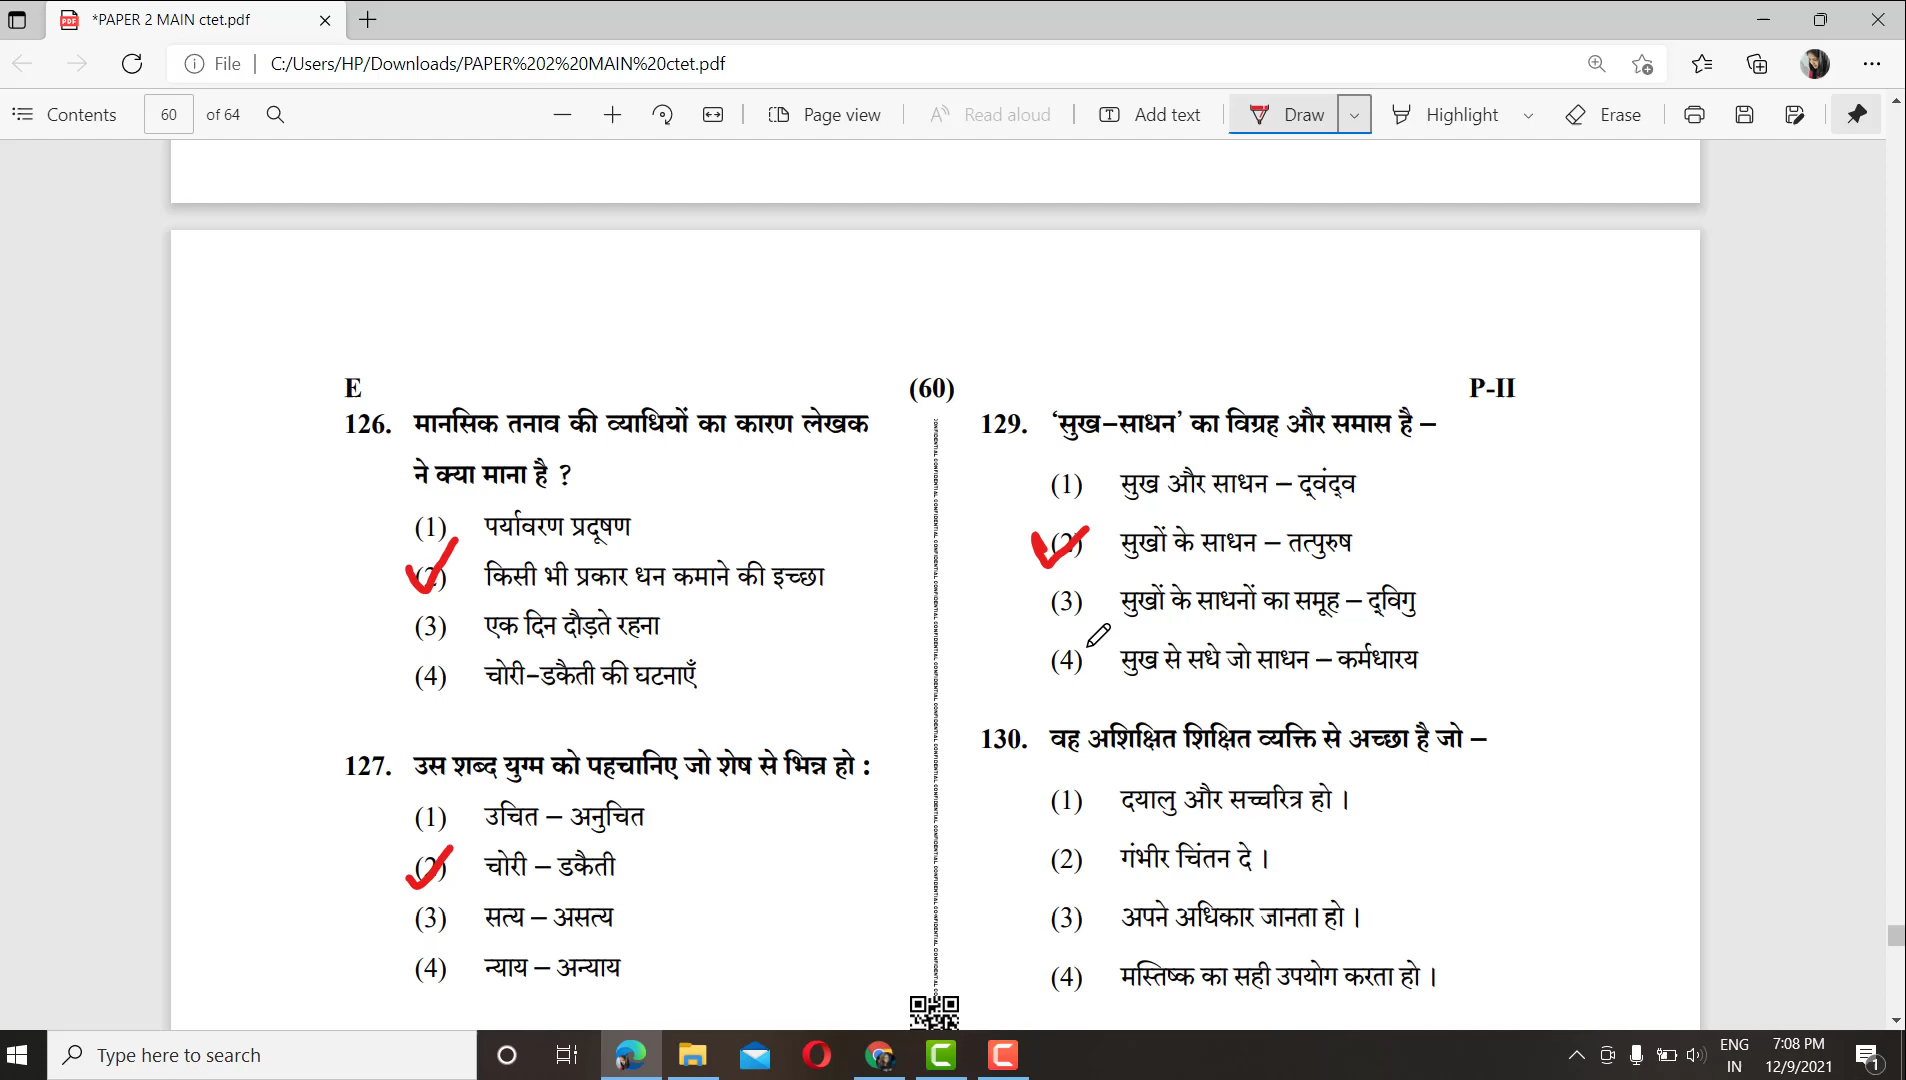 *PAPER 2 MAIN ctet.pdf
File
C:/Users/HP/Downloads/PAPER%202%20MAIN%20ctet.pdf
Contents
60
of 64
Page view
Read aloud
Add text
Draw
Highlight
Erase
E
(60)
P-II
126. मानसिक तनाव की व्याधियों का कारण लेखक
ने क्या माना है ?
(1) पर्यावरण प्रदूषण
(2) किसी भी प्रकार धन कमाने की इच्छा
(3) एक दिन दौड़ते रहना
(4) चोरी-डकैती की घटनाएँ
127. उस शब्द युग्म को पहचानिए जो शेष से भिन्न हो :
(1) उचित – अनुचित
(2) चोरी – डकैती
(3) सत्य – असत्य
(4) न्याय – अन्याय
129. ‘सुख-साधन’ का विग्रह और समास है –
(1) सुख और साधन – द्वंद्व
(2) सुखों के साधन – तत्पुरुष
(3) सुखों के साधनों का समूह – द्विगु
(4) सुख से सधे जो साधन – कर्मधारय
130. वह अशिक्षित शिक्षित व्यक्ति से अच्छा है जो –
(1) दयालु और सच्चरित्र हो ।
(2) गंभीर चिंतन दे ।
(3) अपने अधिकार जानता हो ।
(4) मस्तिष्क का सही उपयोग करता हो ।
Type here to search
ENG
IN
7:08 PM
12/9/2021
1